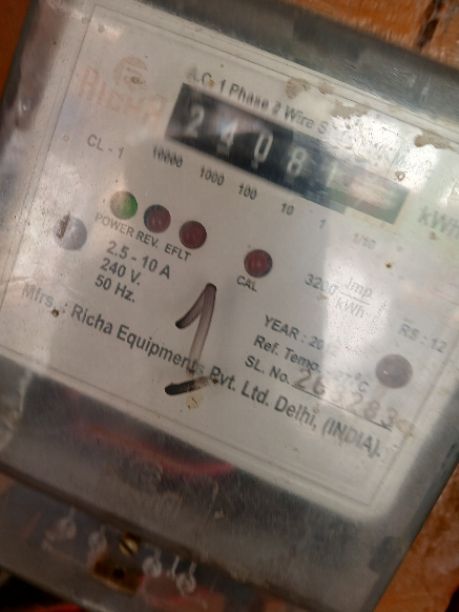 RICHA
A.C. 1 Phase 2 Wire
24081
kWh
CL - 1
10000 1000 100 10 1 1/10
POWER REV. EFLT
CAL
2.5 - 10 A
240 V.
50 Hz.
3200 Imp/kWh
1
YEAR :
RS : 12
Ref. Temp.
SL. No.
Mfrs. : Richa Equipments Pvt. Ltd. Delhi, (INDIA).